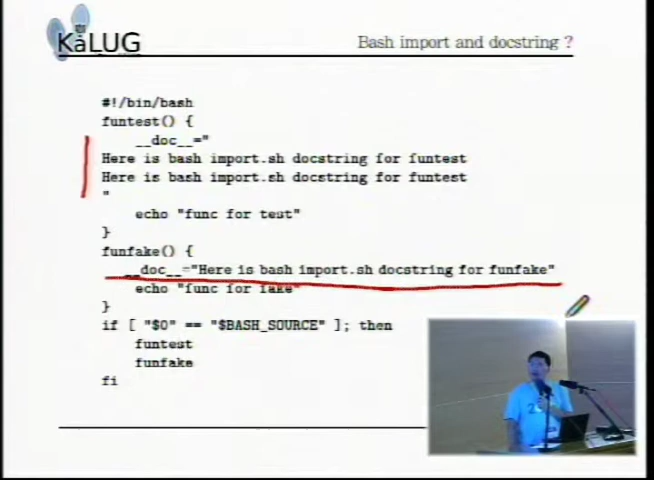 KaLUG
Bash import and docstring ?
#!/bin/bash
funtest() {
__doc__="
Here is bash import.sh docstring for funtest
Here is bash import.sh docstring for funtest
"
echo "func for test"
}
funfake() {
__doc__="Here is bash import.sh docstring for funfake"
echo "func for fake"
}
if [ "$0" == "$BASH_SOURCE" ]; then
funtest
funfake
fi